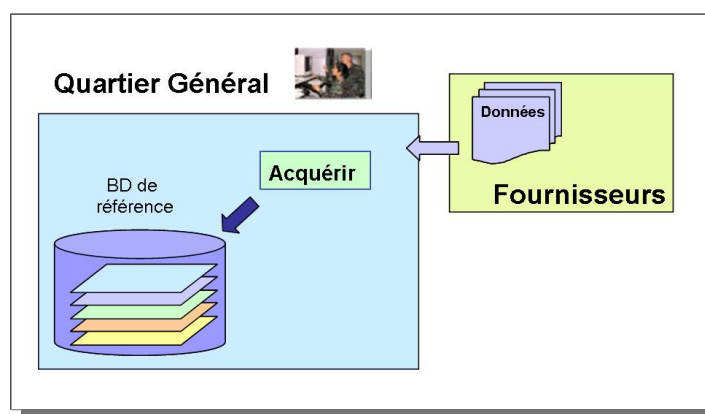 Quartier Général
Données
Fournisseurs
Acquérir
BD de
référence